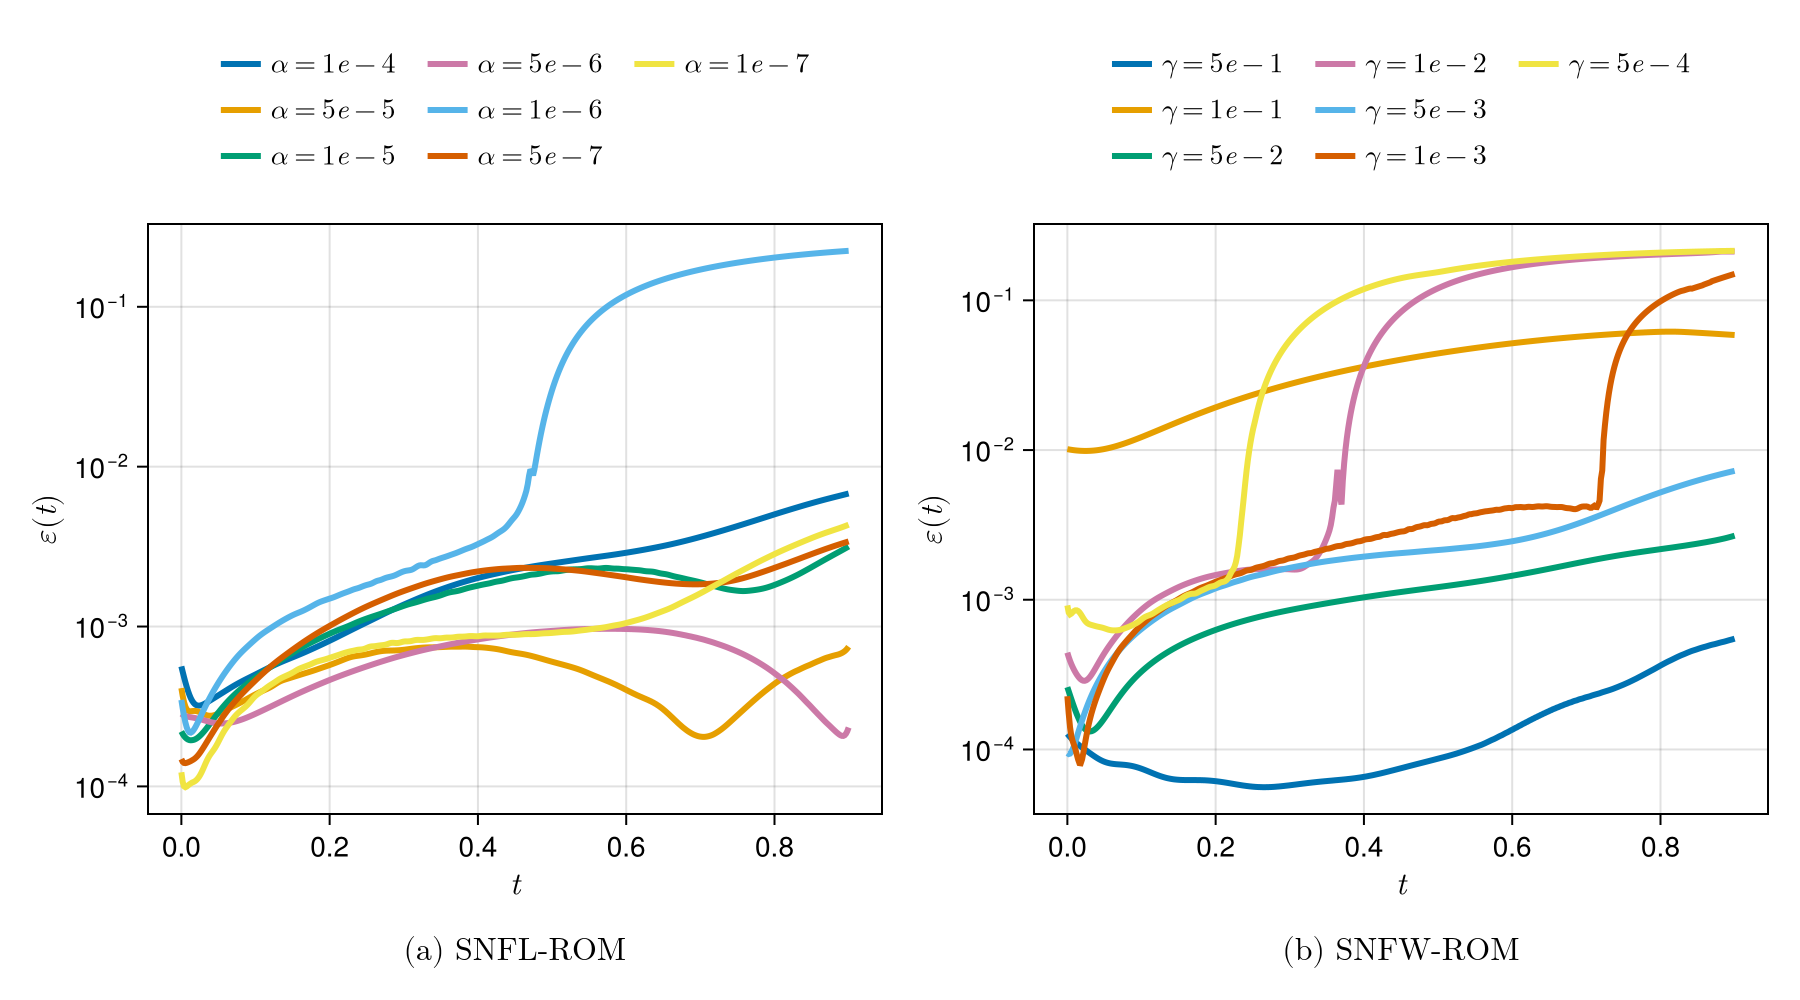 α = 1e − 4 α = 5e − 6 α = 1e − 7
α = 5e − 5 α = 1e − 6
α = 1e − 5 α = 5e − 7
ε(t)
10⁻¹
10⁻²
10⁻³
10⁻⁴
0.0 0.2 0.4 0.6 0.8
t
(a) SNFL-ROM
γ = 5e − 1 γ = 1e − 2 γ = 5e − 4
γ = 1e − 1 γ = 5e − 3
γ = 5e − 2 γ = 1e − 3
ε(t)
10⁻¹
10⁻²
10⁻³
10⁻⁴
0.0 0.2 0.4 0.6 0.8
t
(b) SNFW-ROM